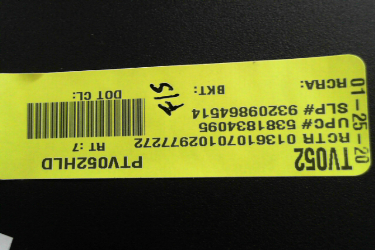 TV052
PTV052HLD
RCTR 01361070102977272
RT :7
UPC# 5381834095
SLP# 93209864514
RCRA:
BKT:
DOT CL:
F/S
01-25-20